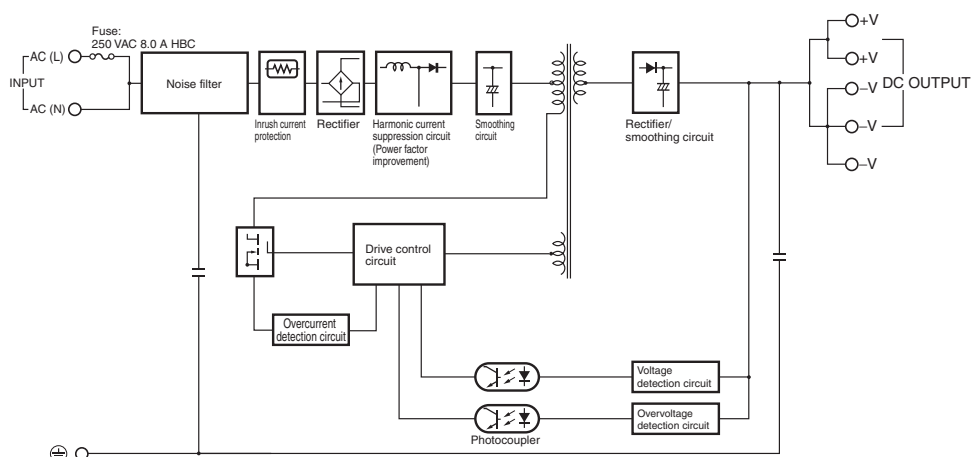 Fuse:
250 VAC 8.0 A HBC
AC (L)
INPUT
AC (N)
Noise filter
Inrush current
protection
Rectifier
Harmonic current
suppression circuit
(Power factor
improvement)
Smoothing
circuit
Rectifier/
smoothing circuit
+V
+V
DC OUTPUT
–V
–V
–V
Drive control
circuit
Overcurrent
detection circuit
Voltage
detection circuit
Overvoltage
detection circuit
Photocoupler